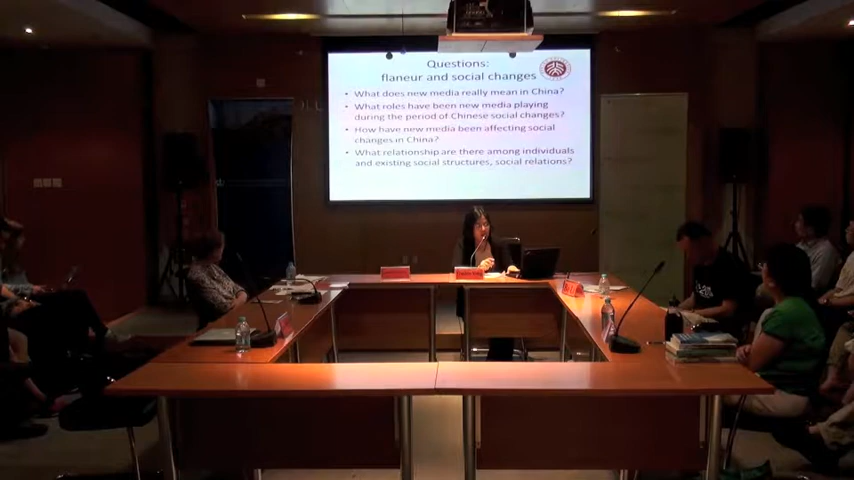 Questions:
flaneur and social changes
• What does new media really mean in China?
• What roles have been new media playing
during the period of Chinese social changes?
• How have new media been affecting social
changes in China?
• What relationship are there among individuals
and existing social structures, social relations?